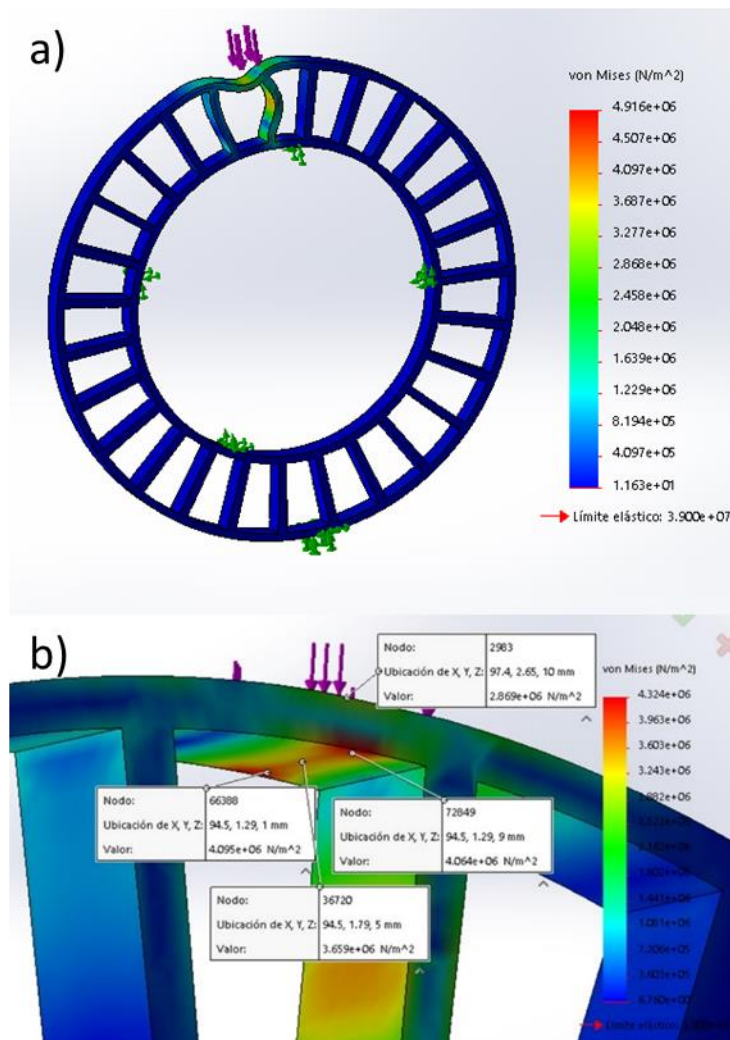 a)
von Mises (N/m^2)
4.916e+06
4.507e+06
4.097e+06
3.687e+06
3.277e+06
2.868e+06
2.458e+06
2.048e+06
1.639e+06
1.229e+06
8.194e+05
4.097e+05
1.163e+01
Límite elástico: 3.900e+07
b)
Nodo: 2983
Ubicación de X, Y, Z: 97.4, 2.65, 10 mm
Valor: 2.869e+06 N/m^2
von Mises (N/m^2)
4.324e+06
3.963e+06
3.603e+06
3.243e+06
Nodo: 66388
Ubicación de X, Y, Z: 94.5, 1.29, 1 mm
Valor: 4.095e+06 N/m^2
Nodo: 72849
Ubicación de X, Y, Z: 94.5, 1.29, 9 mm
Valor: 4.064e+06 N/m^2
Nodo: 36720
Ubicación de X, Y, Z: 94.5, 1.79, 5 mm
Valor: 3.659e+06 N/m^2
1.081e+06
Límite elástico: